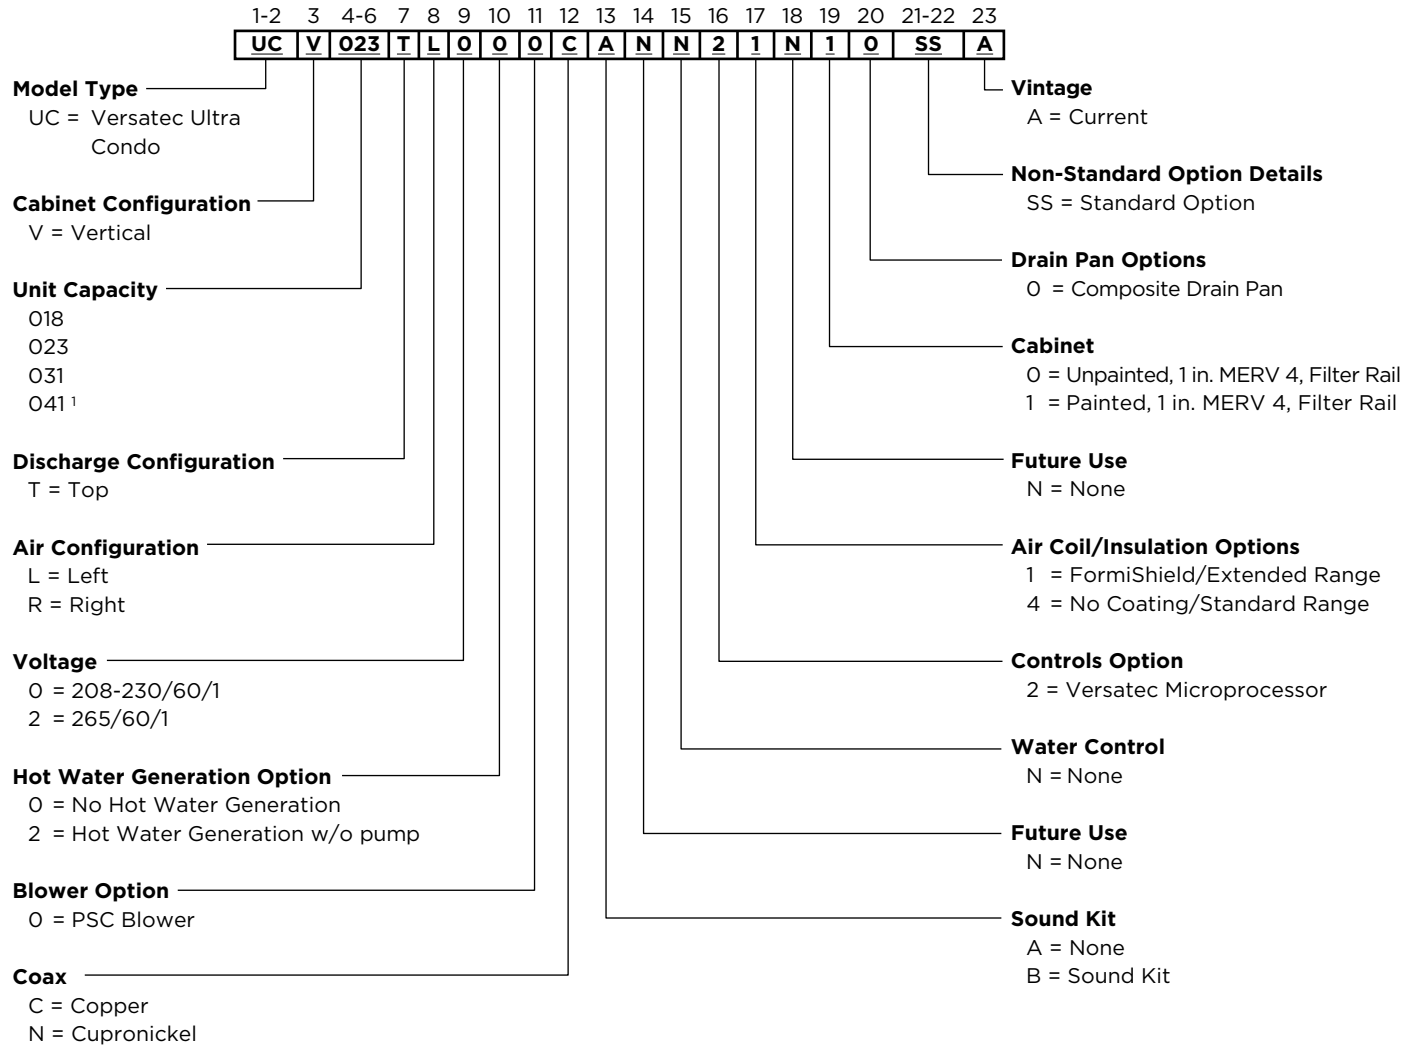 1-2 3 4-6 7 8 9 10 11 12 13 14 15 16 17 18 19 20 21-22 23
UC V 023 T L 0 0 0 C A N N 2 1 N 1 0 SS A
Model Type
UC = Versatec Ultra
Condo
Cabinet Configuration
V = Vertical
Unit Capacity
018
023
031
041 ¹
Discharge Configuration
T = Top
Air Configuration
L = Left
R = Right
Voltage
0 = 208-230/60/1
2 = 265/60/1
Hot Water Generation Option
0 = No Hot Water Generation
2 = Hot Water Generation w/o pump
Blower Option
0 = PSC Blower
Coax
C = Copper
N = Cupronickel
Vintage
A = Current
Non-Standard Option Details
SS = Standard Option
Drain Pan Options
0 = Composite Drain Pan
Cabinet
0 = Unpainted, 1 in. MERV 4, Filter Rail
1 = Painted, 1 in. MERV 4, Filter Rail
Future Use
N = None
Air Coil/Insulation Options
1 = FormiShield/Extended Range
4 = No Coating/Standard Range
Controls Option
2 = Versatec Microprocessor
Water Control
N = None
Future Use
N = None
Sound Kit
A = None
B = Sound Kit